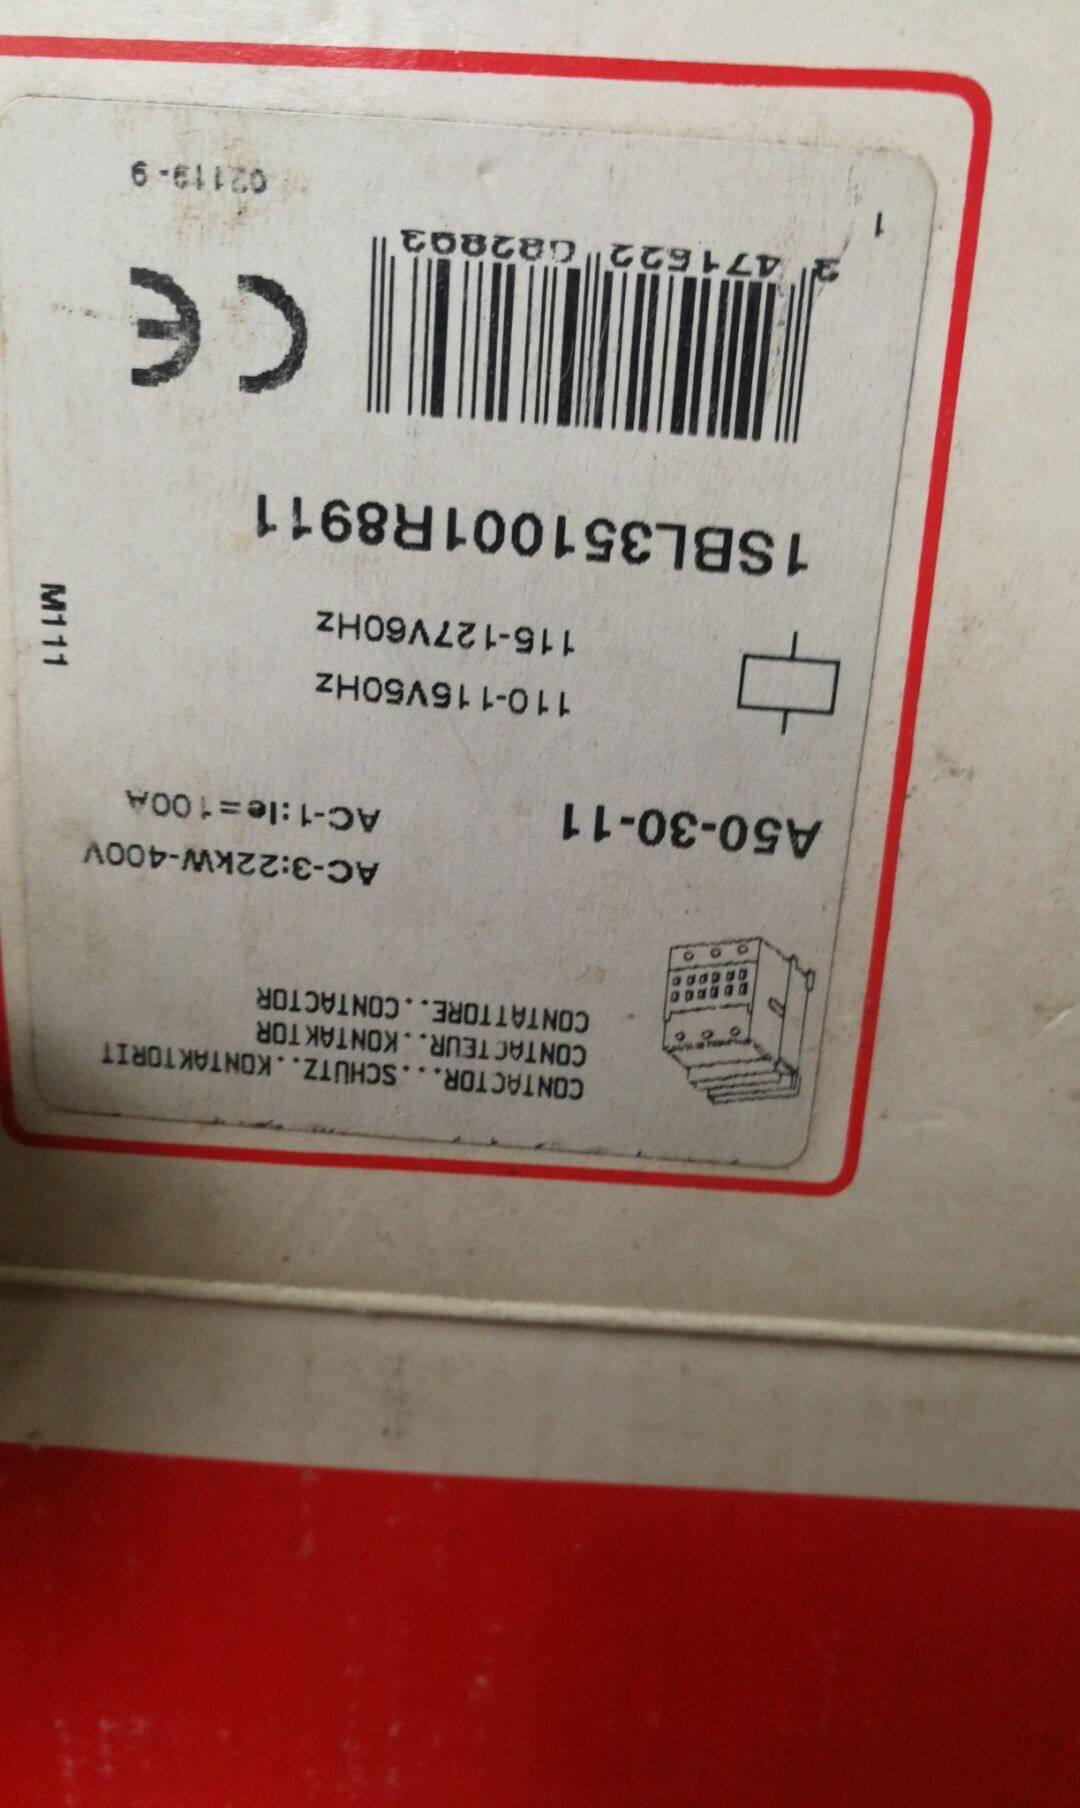 CONTACTOR...SCHUTZ..KONTAKTORIT
CONTACTEUR..KONTAKTOR
CONTATTORE..CONTACTOR
A50-30-11
AC-3:22kW-400V
AC-1:Ie=100A
110-115V50Hz
115-127V60Hz
M111
1SBL351001R8911
3 471522 082893
1
02119-9